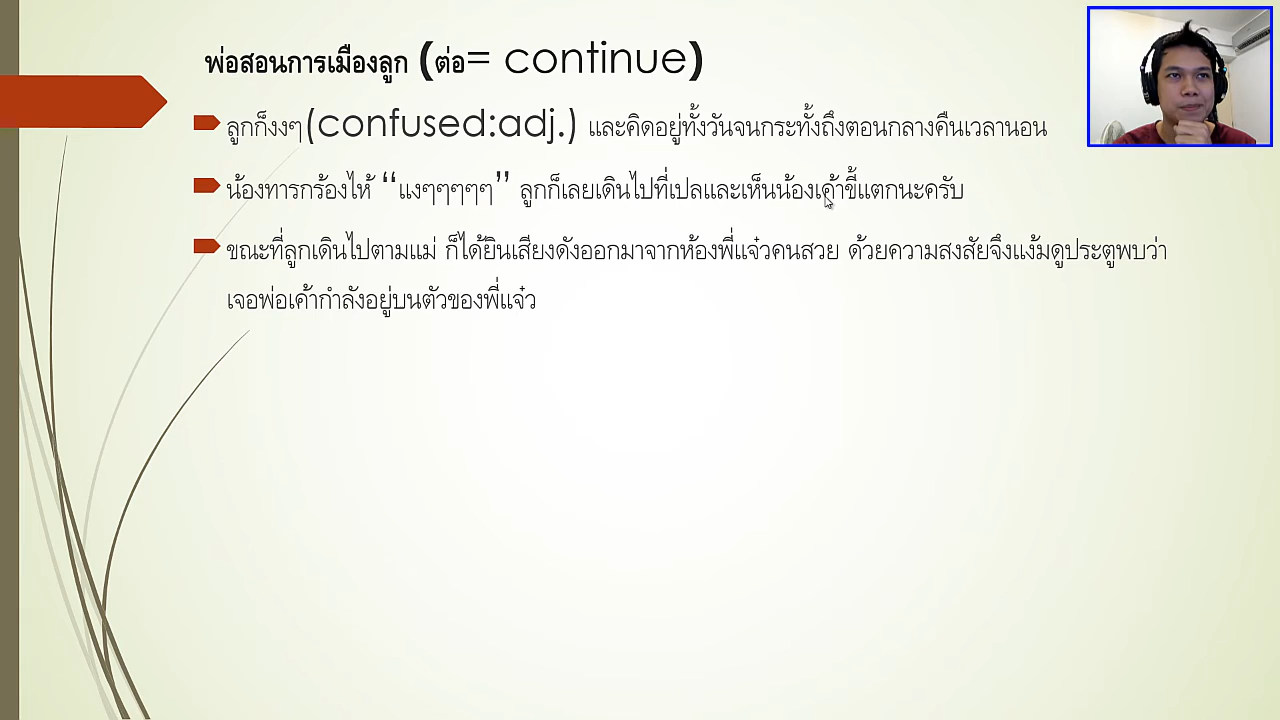 พ่อสอนการเมืองลูก (ต่อ= continue)
ลูกก็งงๆ(confused:adj.) และคิดอยู่ทั้งวันจนกระทั้งถึงตอนกลางคืนเวลานอน
น้องทารกร้องไห้ “แงๆๆๆๆๆ” ลูกก็เลยเดินไปที่เปลและเห็นน้องเค้าขี้แตกนะครับ
ขณะที่ลูกเดินไปตามแม่ ก็ได้ยินเสียงดังออกมาจากห้องพี่แจ๋วคนสวย ด้วยความสงสัยจึงแง้มดูประตูพบว่า
เจอพ่อเค้ากำลังอยู่บนตัวของพี่แจ๋ว